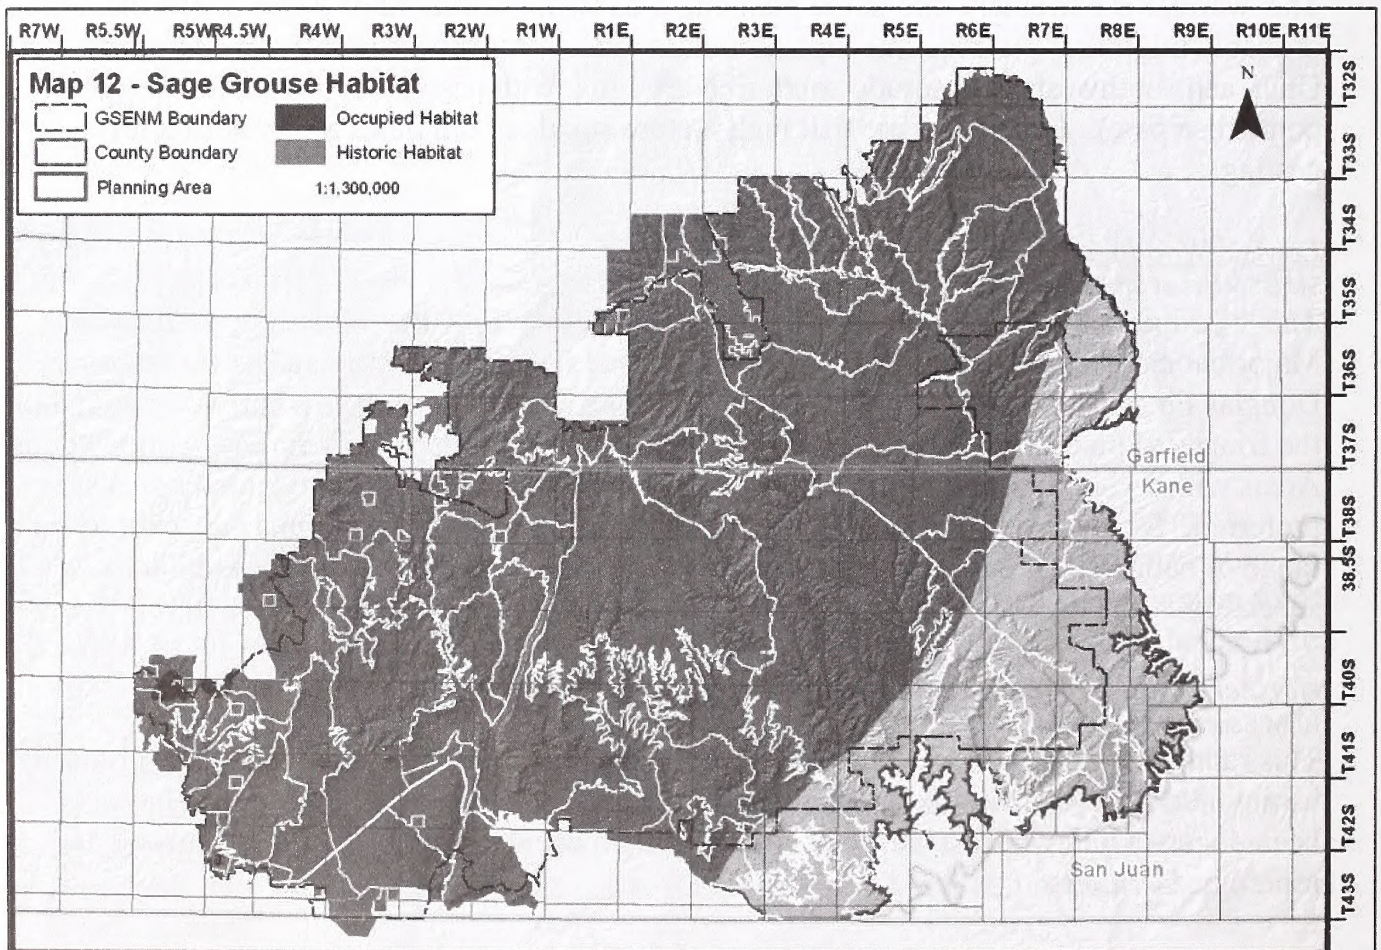 R7W R5.5W R5W R4.5W R4W R3W R2W R1W R1E R2E R3E R4E R5E R6E R7E R8E R9E R10E R11E
Map 12 - Sage Grouse Habitat
GSENM Boundary
Occupied Habitat
County Boundary
Historic Habitat
Planning Area
1:1,300,000
N
T32S
T33S
T34S
T35S
T36S
T37S
38.5S T38S
T40S
T41S
T42S
T43S
Garfield
Kane
San Juan